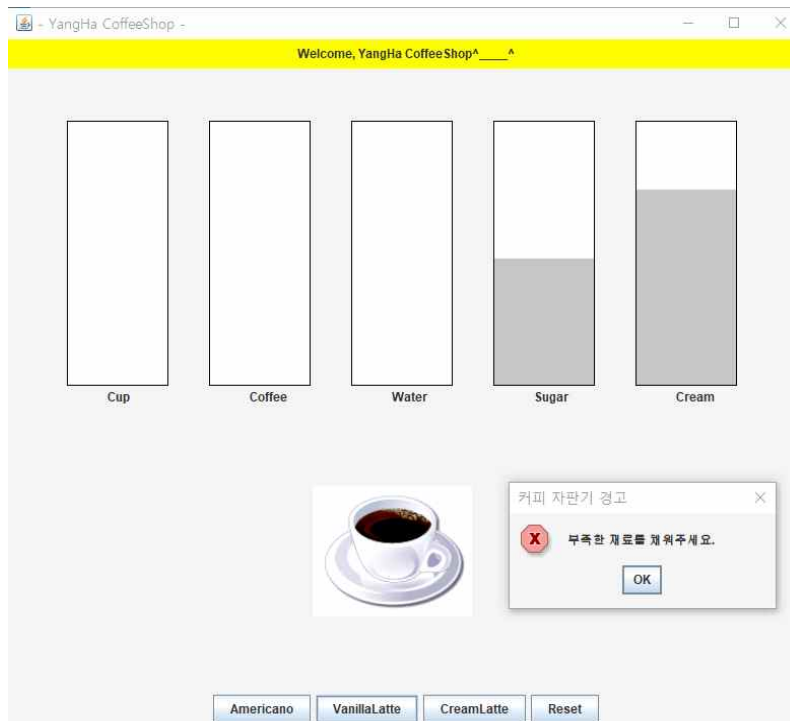 - YangHa CoffeeShop -
Welcome, YangHa CoffeeShop^____^
Cup Coffee Water Sugar Cream
커피 자판기 경고
부족한 재료를 채워주세요.
OK
Americano VanillaLatte CreamLatte Reset